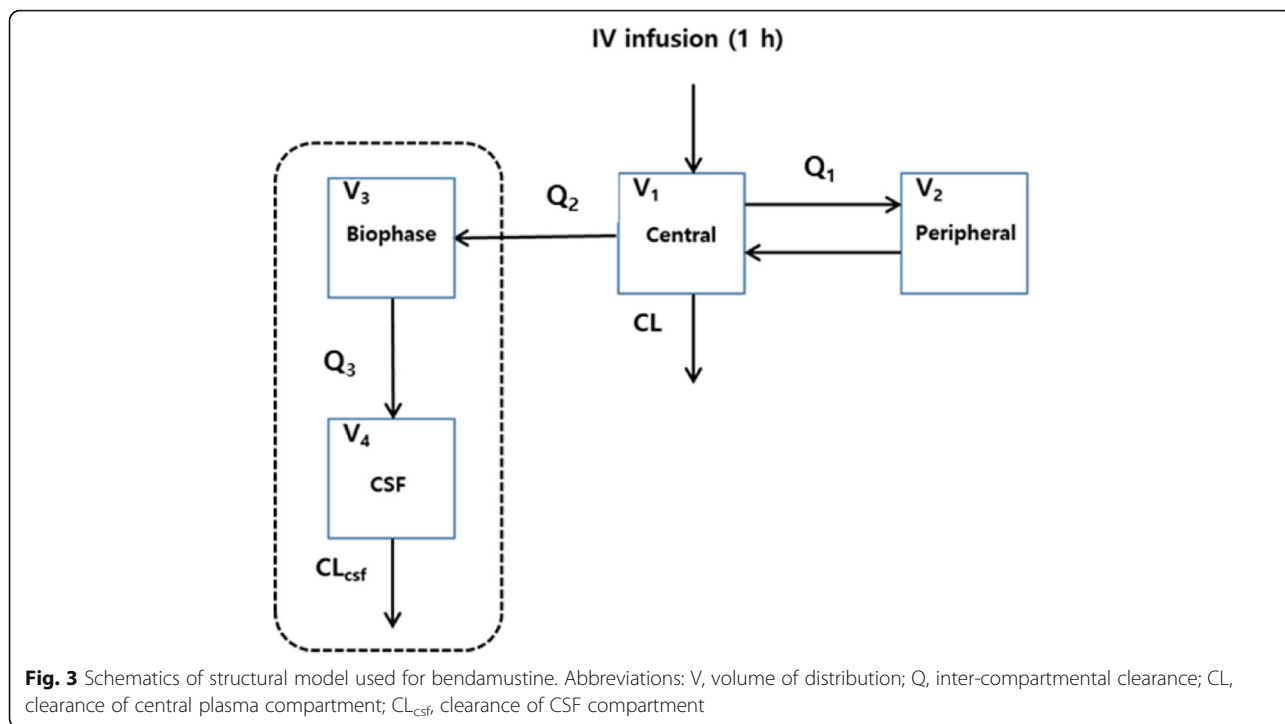 IV infusion (1 h)
V₃
Biophase
Q₂
V₁
Central
Q₁
V₂
Peripheral
CL
Q₃
V₄
CSF
CL_csf
Fig. 3 Schematics of structural model used for bendamustine. Abbreviations: V, volume of distribution; Q, inter-compartmental clearance; CL,
clearance of central plasma compartment; CL_csf, clearance of CSF compartment